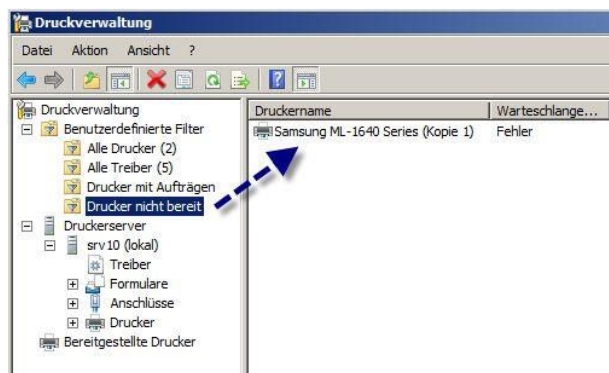 Druckverwaltung
Datei Aktion Ansicht ?
Druckverwaltung
Benutzerdefinierte Filter
Alle Drucker (2)
Alle Treiber (5)
Drucker mit Aufträgen
Drucker nicht bereit
Druckerserver
srv10 (lokal)
Treiber
Formulare
Anschlüsse
Drucker
Bereitgestellte Drucker
Druckername Warteschlange...
Samsung ML-1640 Series (Kopie 1) Fehler